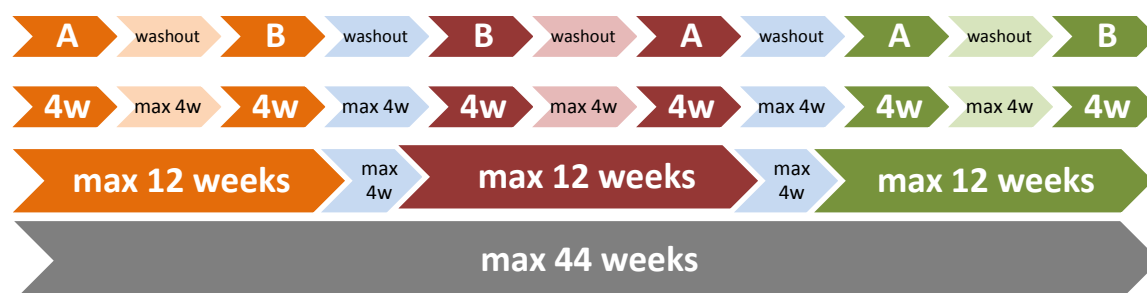 A washout B washout B washout A washout A washout B
4w max 4w 4w max 4w 4w max 4w 4w max 4w 4w max 4w 4w
max 12 weeks max 4w max 12 weeks max 4w max 12 weeks
max 44 weeks